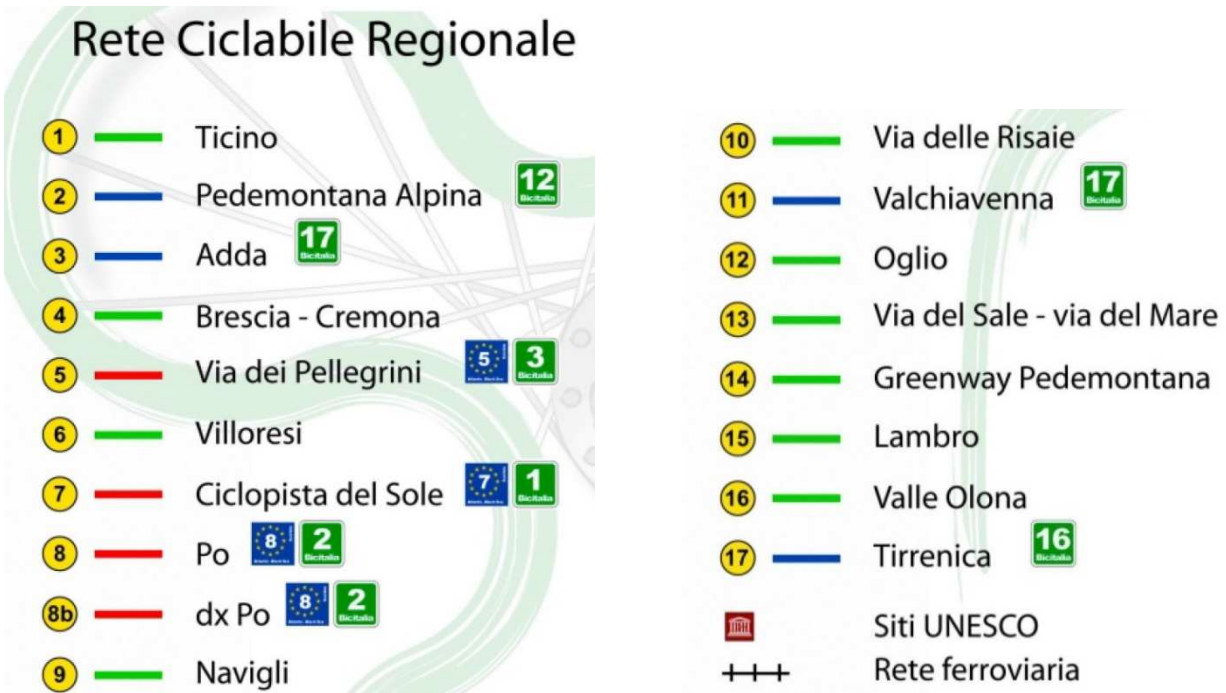 Rete Ciclabile Regionale
1 Ticino
2 Pedemontana Alpina 12 Bicitalia
3 Adda 17 Bicitalia
4 Brescia - Cremona
5 Via dei Pellegrini 5 3 Bicitalia
6 Villoresi
7 Ciclopista del Sole 7 1 Bicitalia
8 Po 8 2 Bicitalia
8b dx Po 8 2 Bicitalia
9 Navigli
10 Via delle Risaie
11 Valchiavenna 17 Bicitalia
12 Oglio
13 Via del Sale - via del Mare
14 Greenway Pedemontana
15 Lambro
16 Valle Olona
17 Tirrenica 16 Bicitalia
Siti UNESCO
Rete ferroviaria